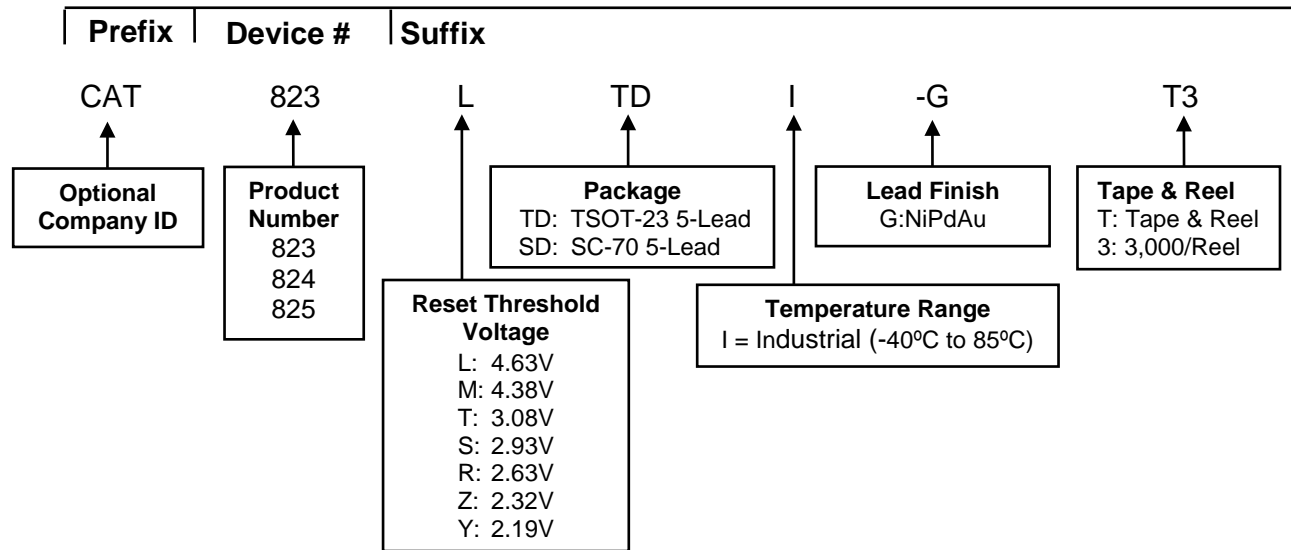 Prefix Device # Suffix
CAT 823 L TD I -G T3
Optional
Company ID
Product
Number
823
824
825
Package
TD: TSOT-23 5-Lead
SD: SC-70 5-Lead
Lead Finish
G:NiPdAu
Tape & Reel
T: Tape & Reel
3: 3,000/Reel
Reset Threshold
Voltage
L: 4.63V
M: 4.38V
T: 3.08V
S: 2.93V
R: 2.63V
Z: 2.32V
Y: 2.19V
Temperature Range
I = Industrial (-40ºC to 85ºC)